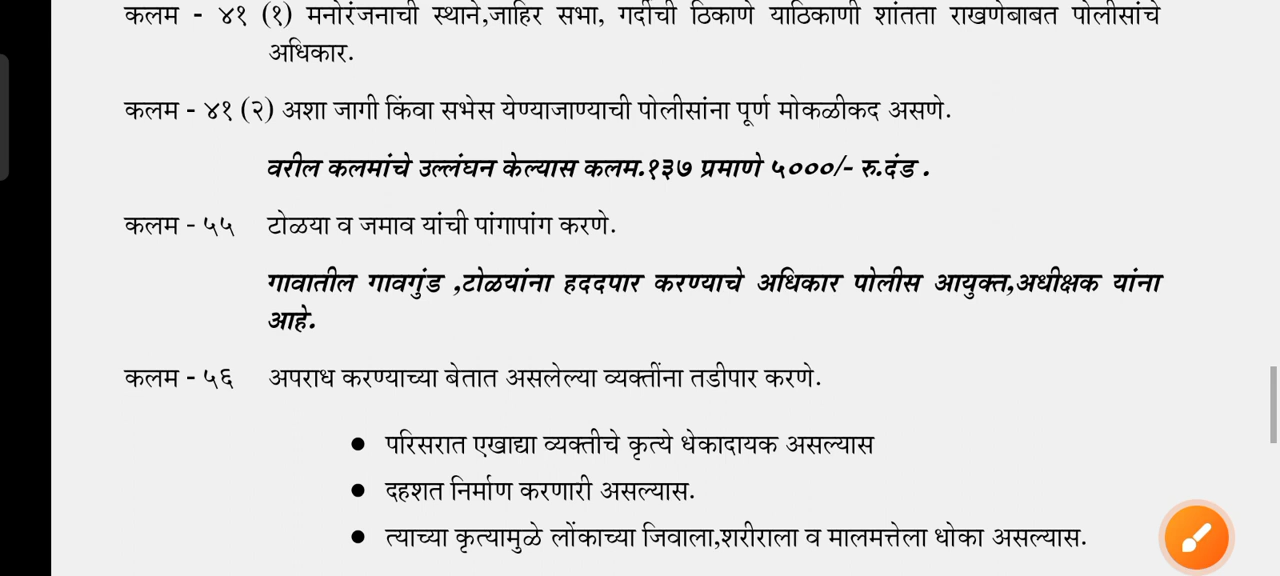 कलम - ४१ (१) मनोरंजनाची स्थाने,जाहिर सभा, गर्दीची ठिकाणे याठिकाणी शांतता राखणेबाबत पोलीसांचे
अधिकार.
कलम - ४१ (२) अशा जागी किंवा सभेस येण्याजाण्याची पोलीसांना पूर्ण मोकळीकद असणे.
वरील कलमांचे उल्लंघन केल्यास कलम.१३७ प्रमाणे ५०००/- रु.दंड .
कलम - ५५ टोळया व जमाव यांची पांगापांग करणे.
गावातील गावगुंड ,टोळयांना हददपार करण्याचे अधिकार पोलीस आयुक्त,अधीक्षक यांना
आहे.
कलम - ५६ अपराध करण्याच्या बेतात असलेल्या व्यक्तींना तडीपार करणे.
● परिसरात एखाद्या व्यक्तीचे कृत्ये धेकादायक असल्यास
● दहशत निर्माण करणारी असल्यास.
● त्याच्या कृत्यामुळे लोंकाच्या जिवाला,शरीराला व मालमत्तेला धोका असल्यास.